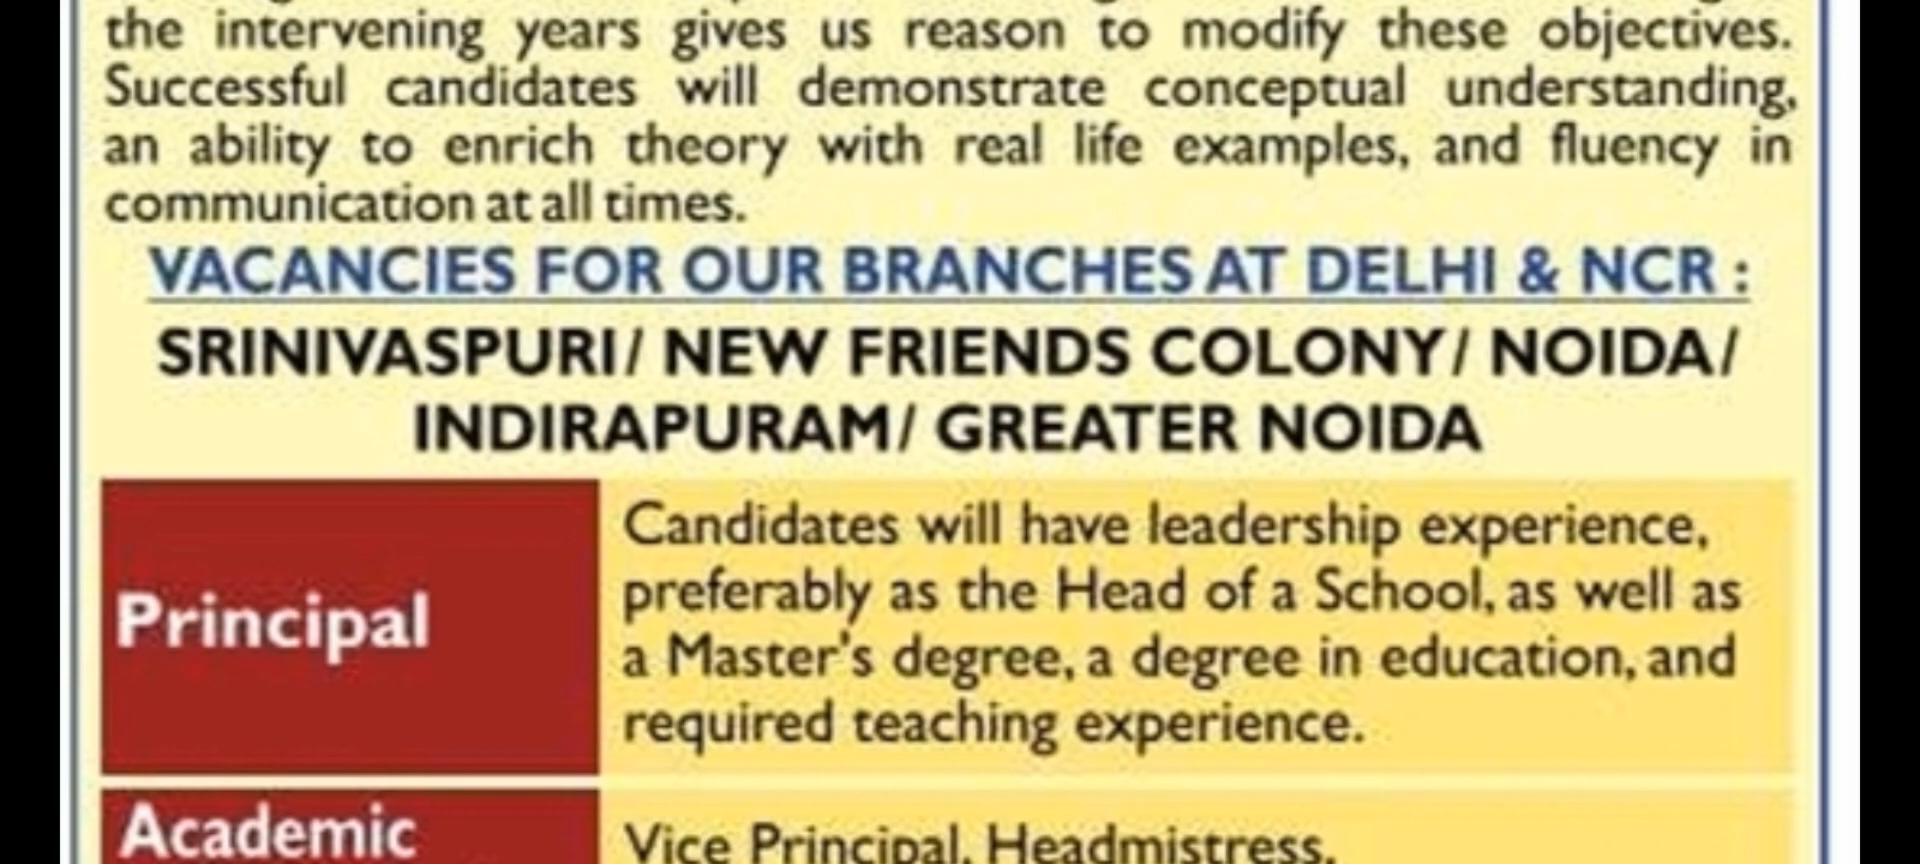 the intervening years gives us reason to modify these objectives.
Successful candidates will demonstrate conceptual understanding,
an ability to enrich theory with real life examples, and fluency in
communication at all times.
VACANCIES FOR OUR BRANCHES AT DELHI & NCR :
SRINIVASPURI/ NEW FRIENDS COLONY/ NOIDA/
INDIRAPURAM/ GREATER NOIDA
Principal
Candidates will have leadership experience,
preferably as the Head of a School, as well as
a Master's degree, a degree in education, and
required teaching experience.
Academic
Vice Principal, Headmistress,